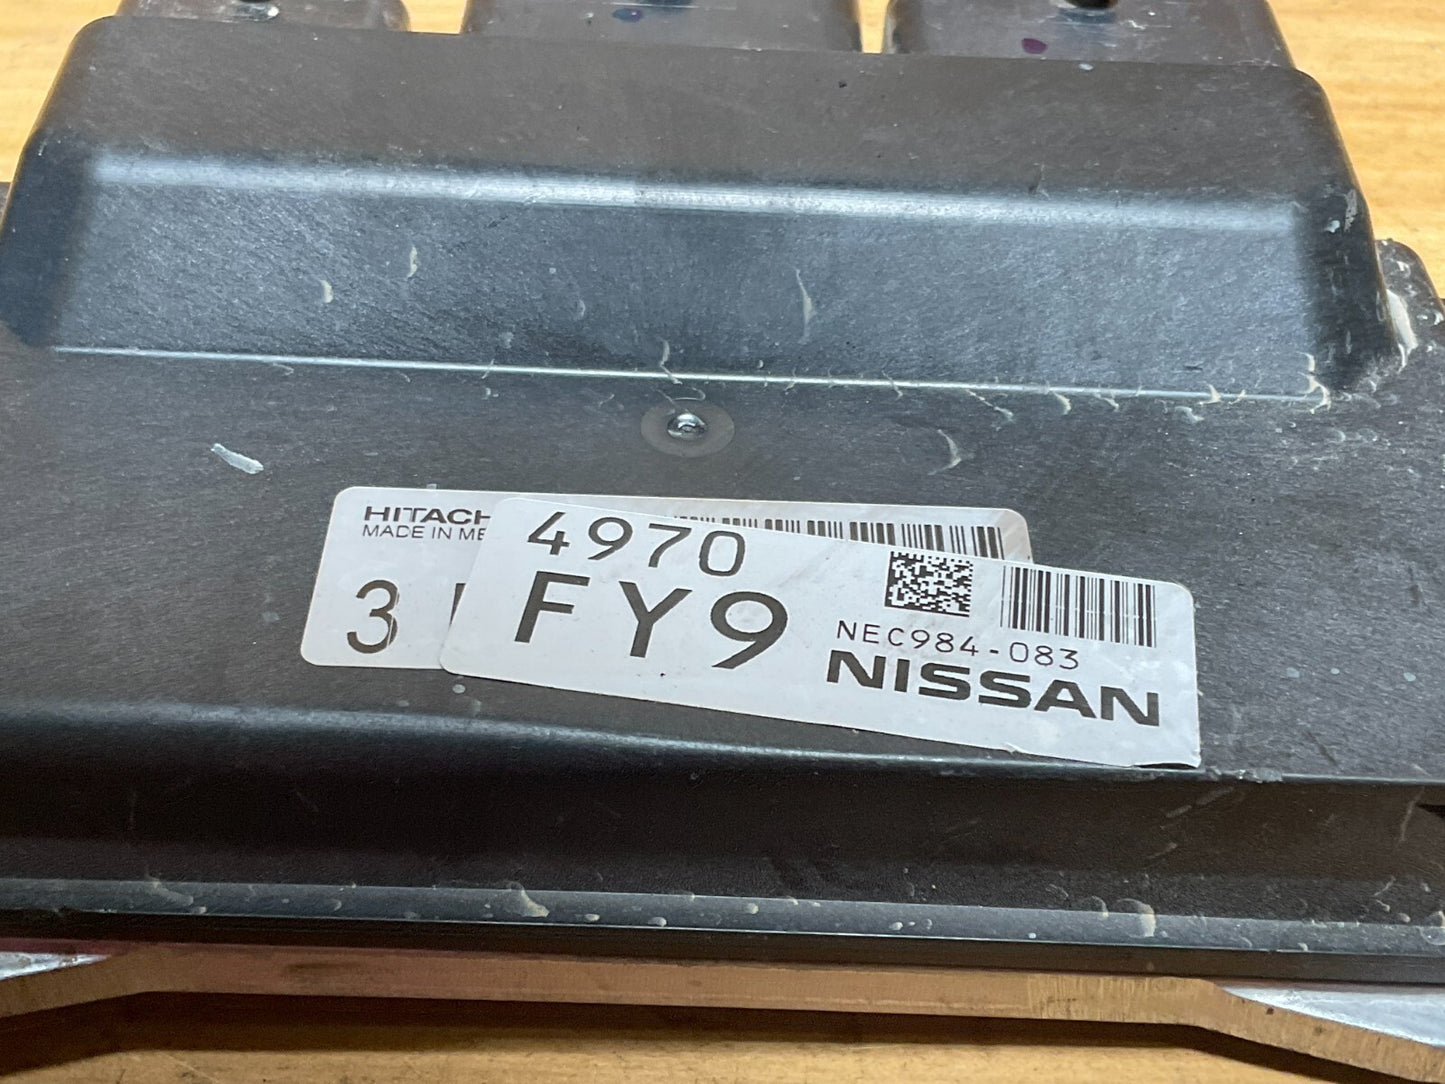 HITACH
MADE IN ME
3
4970
FY9
NEC984-083
NISSAN